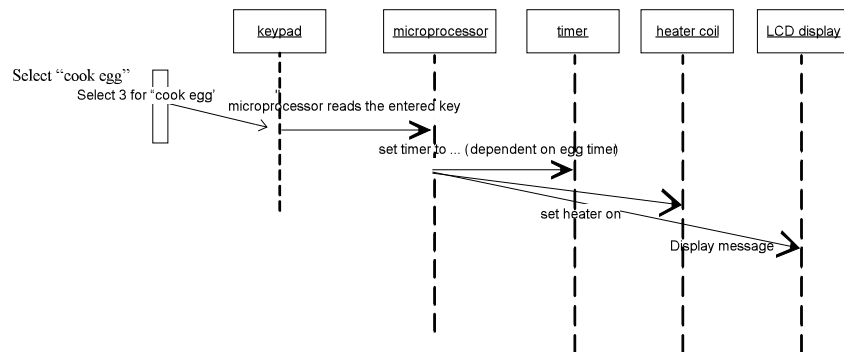 keypad
microprocessor
timer
heater coil
LCD display
Select “cook egg”
Select 3 for “cook egg’
microprocessor reads the entered key
set timer to ... (dependent on egg timer)
set heater on
Display message